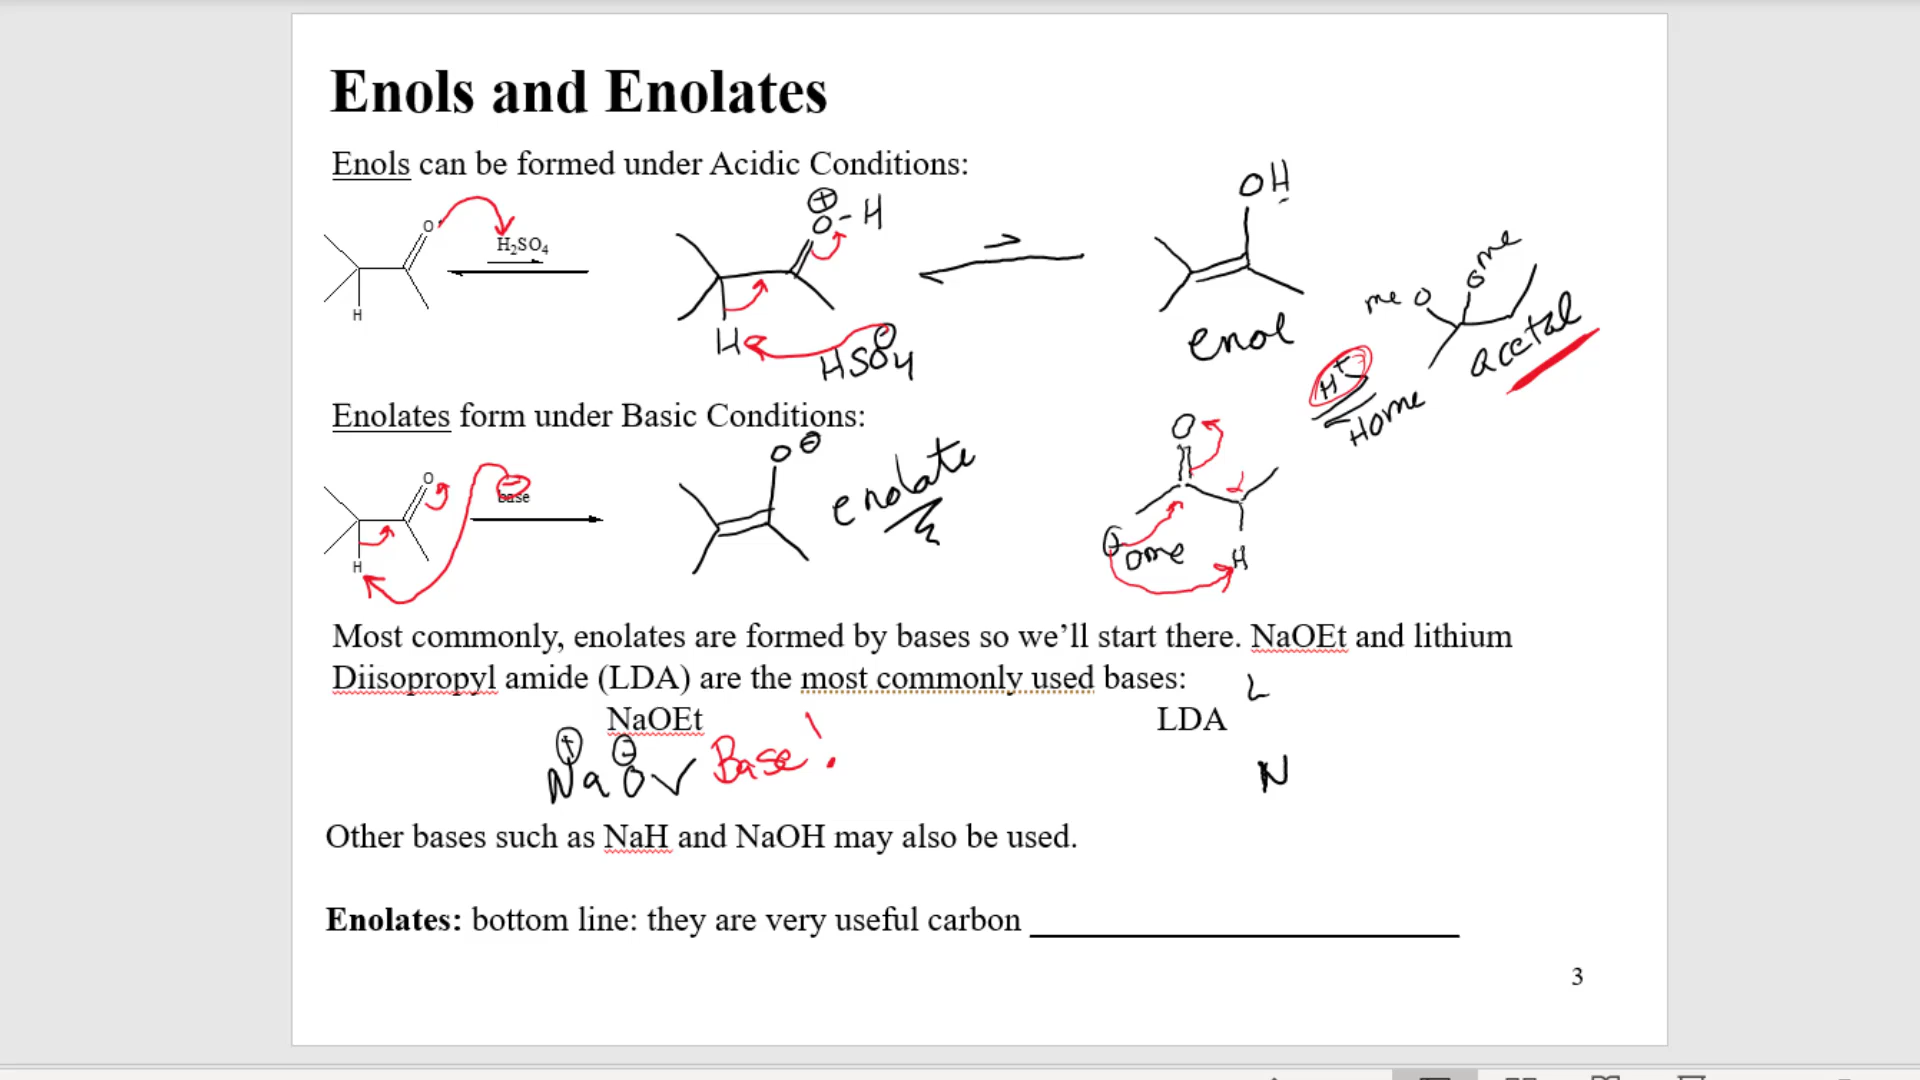 Enols and Enolates
Enols can be formed under Acidic Conditions:
O
H₂SO₄
H
⊕
O-H
H
HSO4
⊖
OH
enol
me O
Ome
acetal
H+
Home
Enolates form under Basic Conditions:
O
⊖
base
H
O⊖
enolate
O
α
⊖
ome
H
Most commonly, enolates are formed by bases so we’ll start there. NaOEt and lithium
Diisopropyl amide (LDA) are the most commonly used bases:
NaOEt
LDA
⊕ ⊖
Na O
Base!
N
Other bases such as NaH and NaOH may also be used.
Enolates: bottom line: they are very useful carbon
3